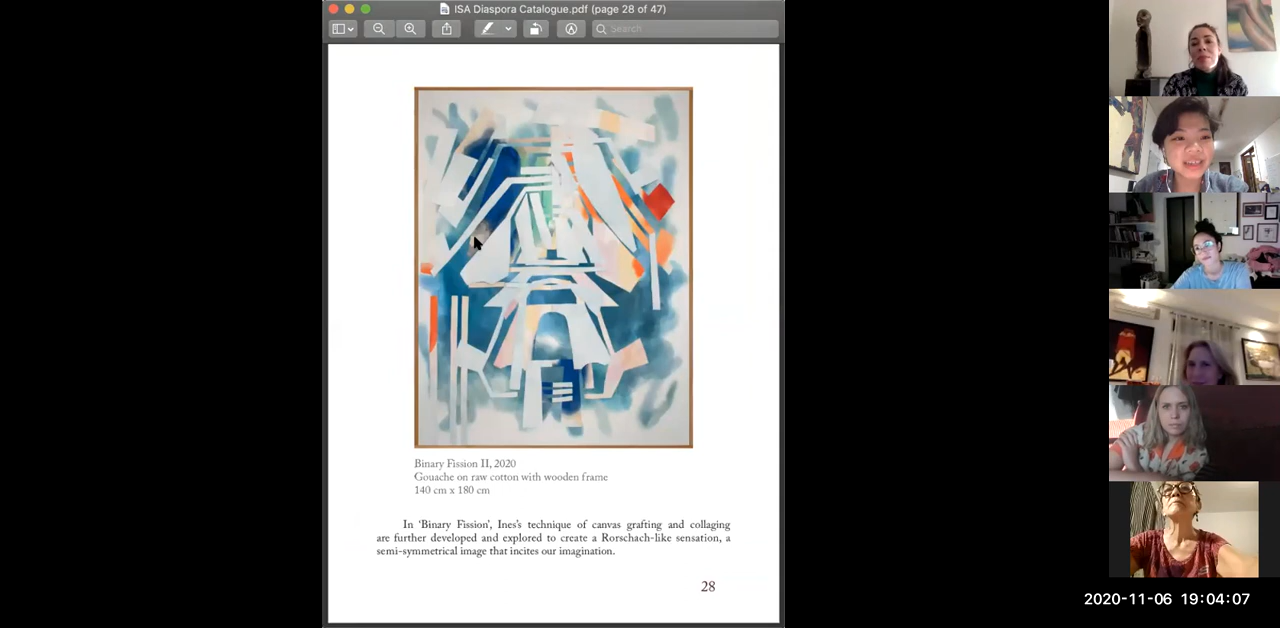 ISA Diaspora Catalogue.pdf (page 28 of 47)
Search
Binary Fission II, 2020
Gouache on raw cotton with wooden frame
140 cm x 180 cm
In 'Binary Fission', Ines's technique of canvas grafting and collaging
are further developed and explored to create a Rorschach-like sensation, a
semi-symmetrical image that incites our imagination.
28
2020-11-06 19:04:07